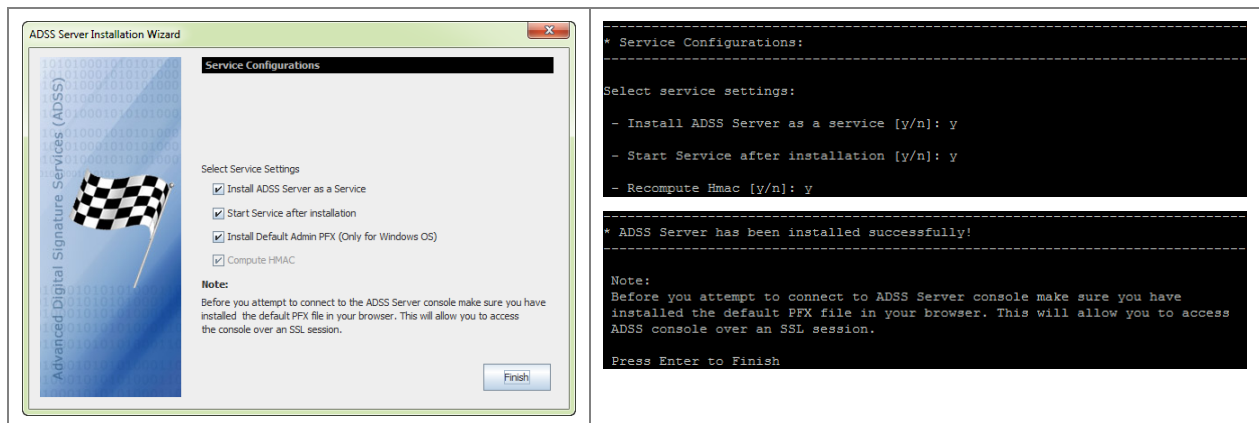 ADSS Server Installation Wizard
Advanced Digital Signature Services (ADSS)
Service Configurations
Select Service Settings
Install ADSS Server as a Service
Start Service after installation
Install Default Admin PFX (Only for Windows OS)
Compute HMAC
Note:
Before you attempt to connect to the ADSS Server console make sure you have
installed the default PFX file in your browser. This will allow you to access
the console over an SSL session.
Finish
* Service Configurations:
Select service settings:
- Install ADSS Server as a service [y/n]: y
- Start Service after installation [y/n]: y
- Recompute Hmac [y/n]: y
* ADSS Server has been installed successfully!
Note:
Before you attempt to connect to ADSS Server console make sure you have
installed the default PFX file in your browser. This will allow you to access
ADSS console over an SSL session.
Press Enter to Finish